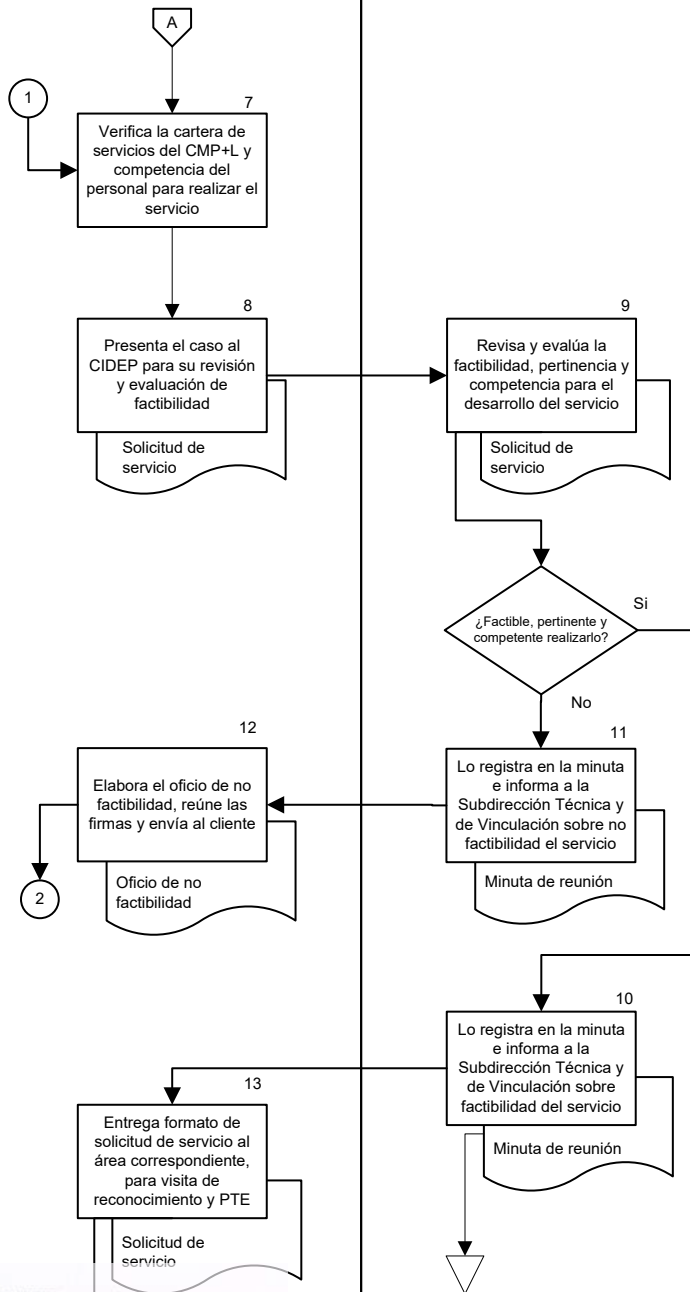 A
1
7
Verifica la cartera de
servicios del CMP+L y
competencia del
personal para realizar el
servicio
8
Presenta el caso al
CIDEP para su revisión
y evaluación de
factibilidad
Solicitud de
servicio
9
Revisa y evalúa la
factibilidad, pertinencia y
competencia para el
desarrollo del servicio
Solicitud de
servicio
¿Factible, pertinente y
competente realizarlo?
Si
No
11
Lo registra en la minuta
e informa a la
Subdirección Técnica y
de Vinculación sobre no
factibilidad el servicio
Minuta de reunión
12
Elabora el oficio de no
factibilidad, reúne las
firmas y envía al cliente
Oficio de no
factibilidad
2
10
Lo registra en la minuta
e informa a la
Subdirección Técnica y
de Vinculación sobre
factibilidad del servicio
Minuta de reunión
13
Entrega formato de
solicitud de servicio al
área correspondiente,
para visita de
reconocimiento y PTE
Solicitud de
servicio